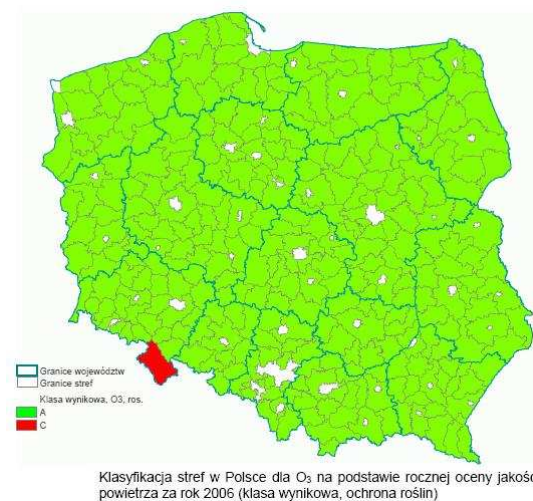 Granice województw
Granice stref
Klasa wynikowa, O3, ros.
A
C
Klasyfikacja stref w Polsce dla O₃ na podstawie rocznej oceny jakośc
powietrza za rok 2006 (klasa wynikowa, ochrona roślin)